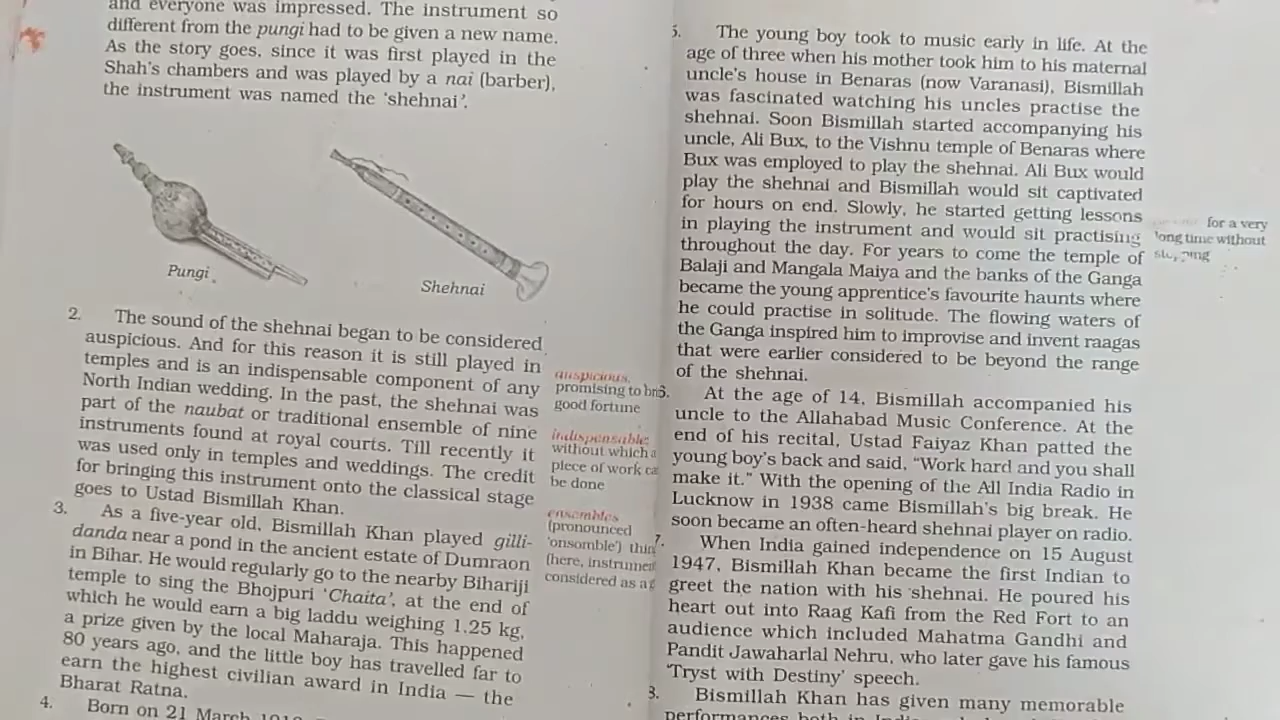 and everyone was impressed. The instrument so
different from the pungi had to be given a new name.
As the story goes, since it was first played in the
Shah's chambers and was played by a nai (barber),
the instrument was named the 'shehnai'.
Pungi
Shehnai
2. The sound of the shehnai began to be considered
auspicious. And for this reason it is still played in
temples and is an indispensable component of any
North Indian wedding. In the past, the shehnai was
part of the naubat or traditional ensemble of nine
instruments found at royal courts. Till recently it
was used only in temples and weddings. The credit
for bringing this instrument onto the classical stage
goes to Ustad Bismillah Khan.
3. As a five-year old, Bismillah Khan played gilli-
danda near a pond in the ancient estate of Dumraon
in Bihar. He would regularly go to the nearby Bihariji
temple to sing the Bhojpuri 'Chaita', at the end of
which he would earn a big laddu weighing 1.25 kg,
a prize given by the local Maharaja. This happened
80 years ago, and the little boy has travelled far to
earn the highest civilian award in India — the
Bharat Ratna.
4. Born on 21 March
auspicious:
promising to
good fortune
indispensable:
without which a
piece of work
be done
ensembles
(pronounced
'onsomble')
(here,
considered as a
5. The young boy took to music early in life. At the
age of three when his mother took him to his maternal
uncle's house in Benaras (now Varanasi), Bismillah
was fascinated watching his uncles practise the
shehnai. Soon Bismillah started accompanying his
uncle, Ali Bux, to the Vishnu temple of Benaras where
Bux was employed to play the shehnai. Ali Bux would
play the shehnai and Bismillah would sit captivated
for hours on end. Slowly, he started getting lessons
in playing the instrument and would sit practising
throughout the day. For years to come the temple of
Balaji and Mangala Maiya and the banks of the Ganga
became the young apprentice's favourite haunts where
he could practise in solitude. The flowing waters of
the Ganga inspired him to improvise and invent raagas
that were earlier considered to be beyond the range
of the shehnai.
for a very
long time without
6. At the age of 14, Bismillah accompanied his
uncle to the Allahabad Music Conference. At the
end of his recital, Ustad Faiyaz Khan patted the
young boy's back and said, "Work hard and you shall
make it." With the opening of the All India Radio in
Lucknow in 1938 came Bismillah's big break. He
soon became an often-heard shehnai player on radio.
7. When India gained independence on 15 August
1947, Bismillah Khan became the first Indian to
greet the nation with his shehnai. He poured his
heart out into Raag Kafi from the Red Fort to an
audience which included Mahatma Gandhi and
Pandit Jawaharlal Nehru, who later gave his famous
'Tryst with Destiny' speech.
8. Bismillah Khan has given many memorable
performances both in